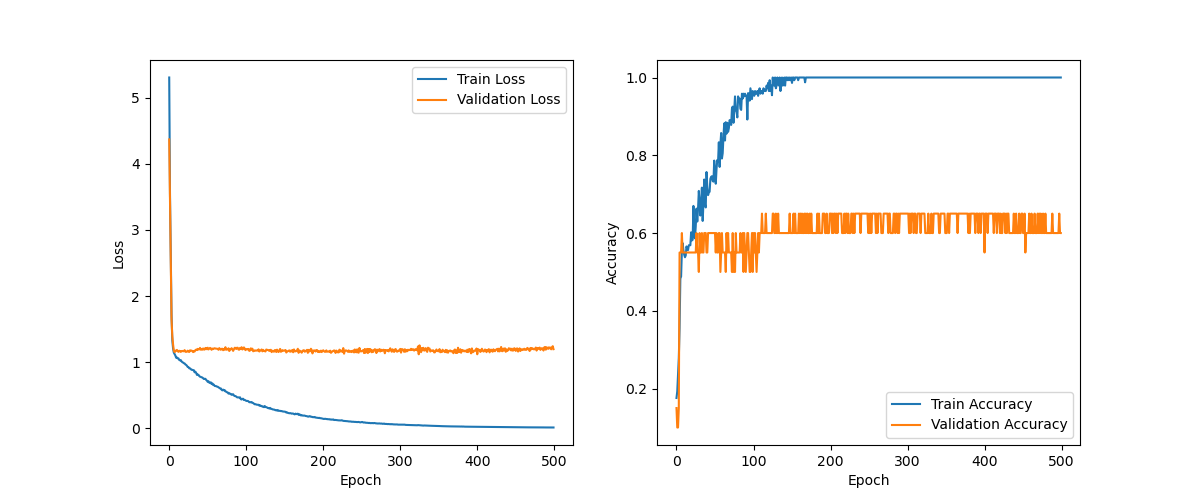 Train Loss
Validation Loss
5
4
3
2
1
0
Loss
0 100 200 300 400 500
Epoch
1.0
0.8
0.6
0.4
0.2
Accuracy
Train Accuracy
Validation Accuracy
0 100 200 300 400 500
Epoch